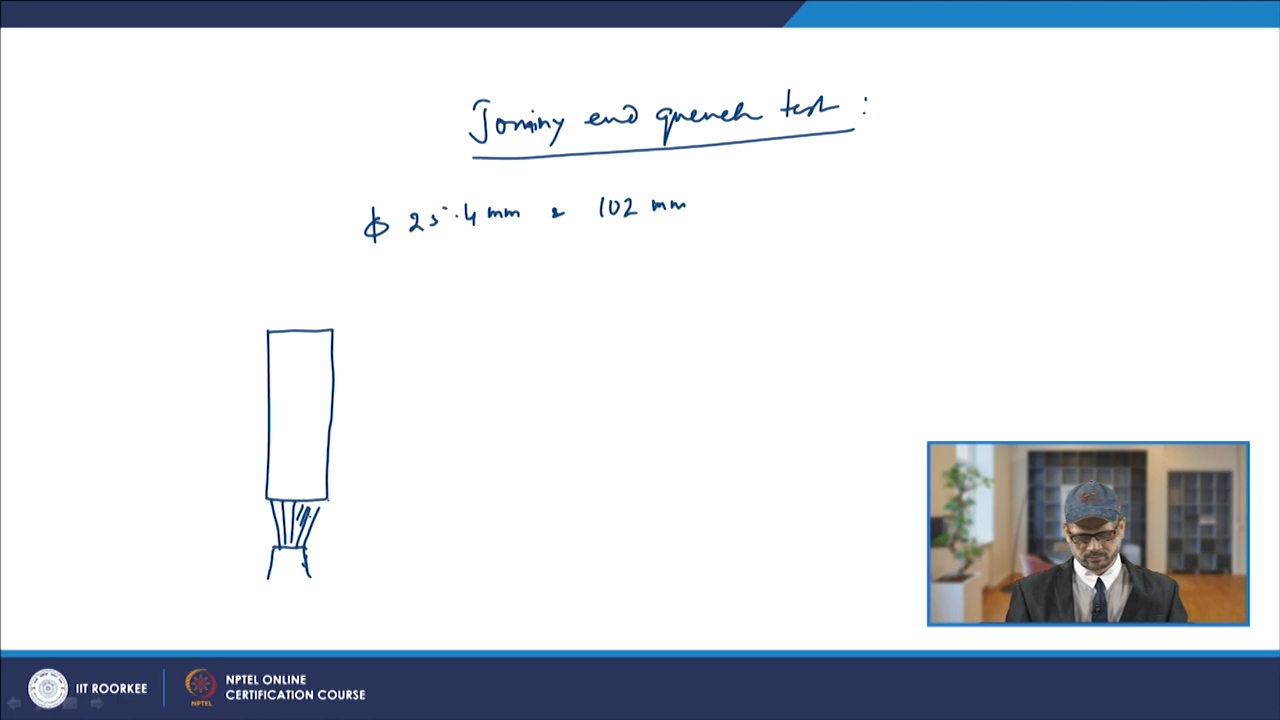 Jominy end quench test :
ϕ 25.4 mm & 102 mm
IIT ROORKEE
NPTEL ONLINE
CERTIFICATION COURSE
NPTEL